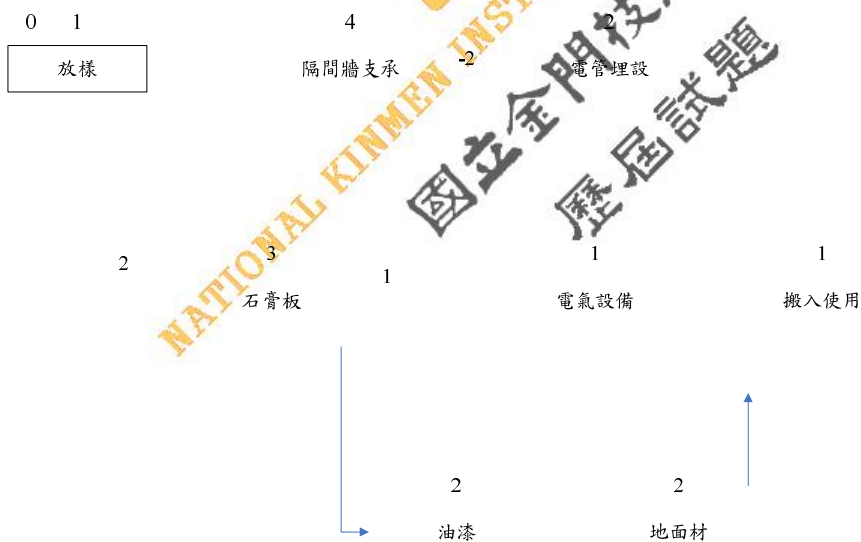 0 1 4 2
放樣 隔間牆支承 -2 電管埋設
2 3 1 1 1
石膏板 電氣設備 搬入使用
2 2
油漆 地面材
NATIONAL KINMEN INST
國立金門技
歷屆試題